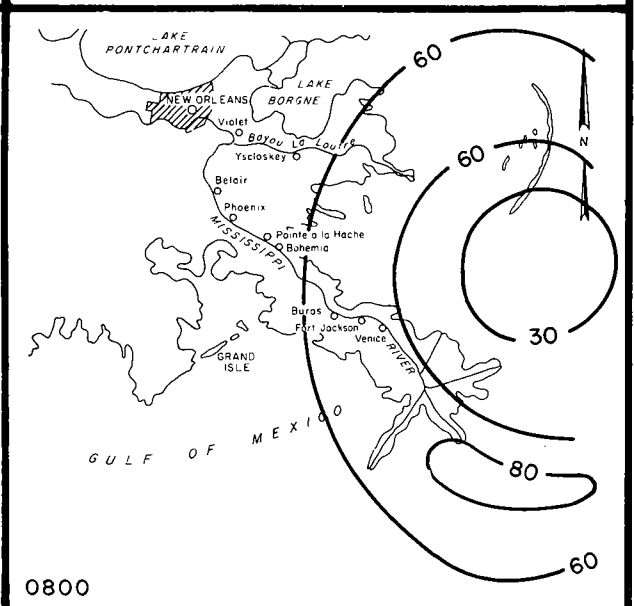 LAKE
PONTCHARTRAIN
60
LAKE
BORGNE
NEW ORLEANS
Violet
Bayou La Loutre
Yscloskey
60
N
Belair
Phoenix
MISSISSIPPI
Pointe a la Hache
Bohemia
Buras
Fort Jackson
Venice
RIVER
30
GRAND
ISLE
GULF OF MEXICO
80
60
0800